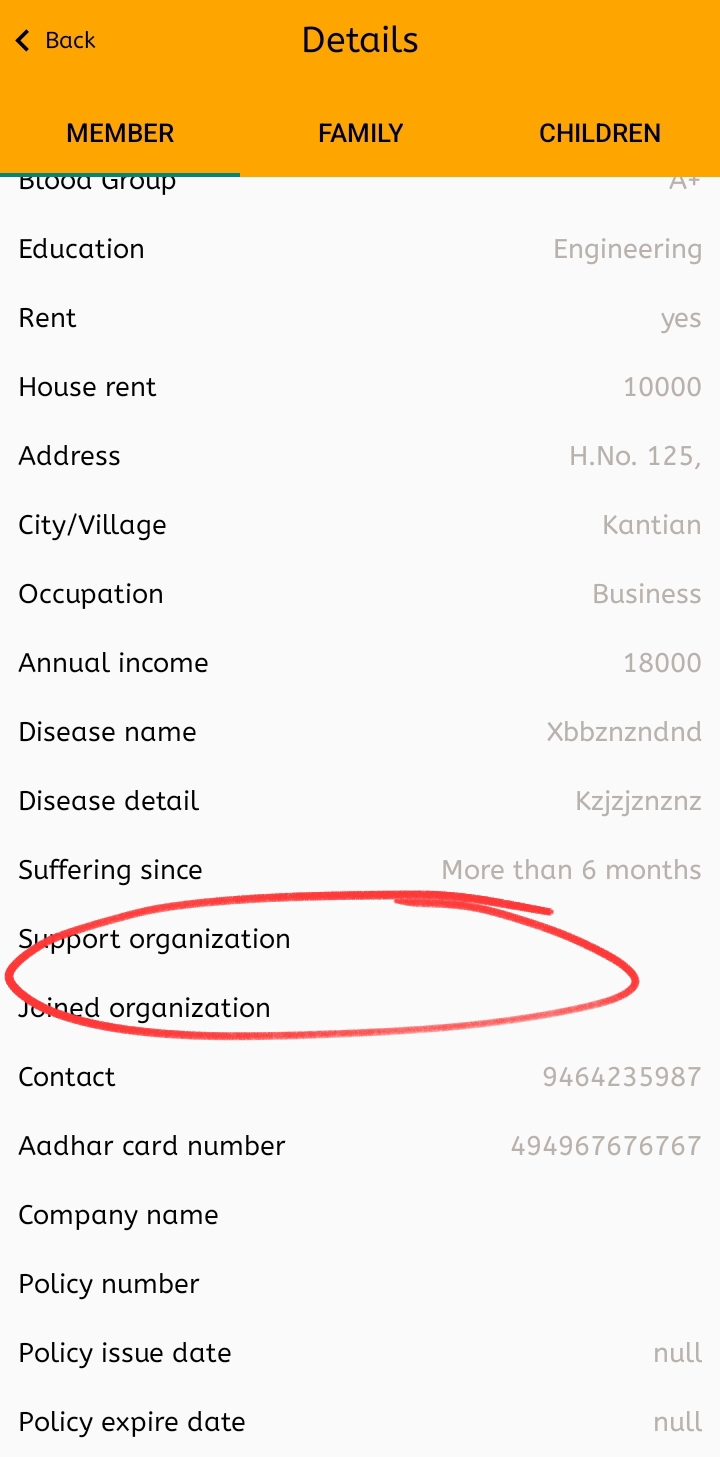 Back
Details
MEMBER FAMILY CHILDREN
Blood Group A+
Education Engineering
Rent yes
House rent 10000
Address H.No. 125,
City/Village Kantian
Occupation Business
Annual income 18000
Disease name Xbbznzndnd
Disease detail Kzjzjznznz
Suffering since More than 6 months
Support organization
Joined organization
Contact 9464235987
Aadhar card number 494967676767
Company name
Policy number
Policy issue date null
Policy expire date null